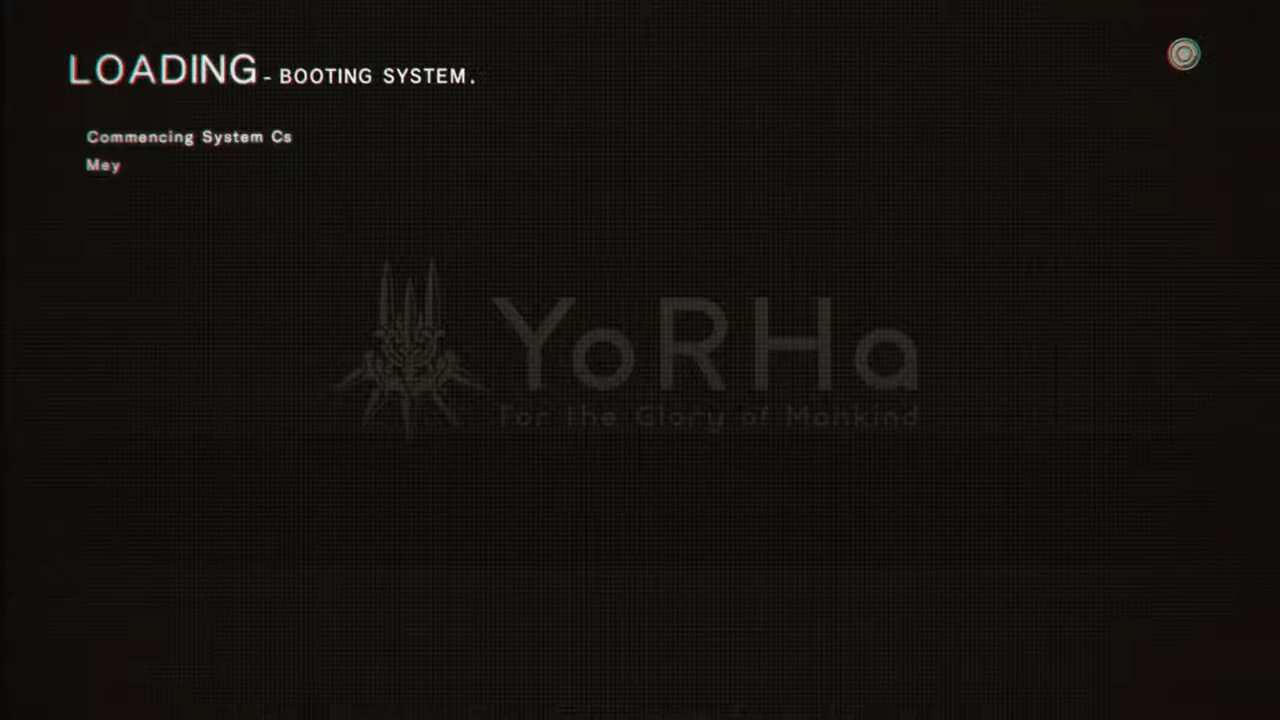 LOADING - BOOTING SYSTEM.
Commencing System Cs
Mey
YoRHa
For the Glory of Mankind